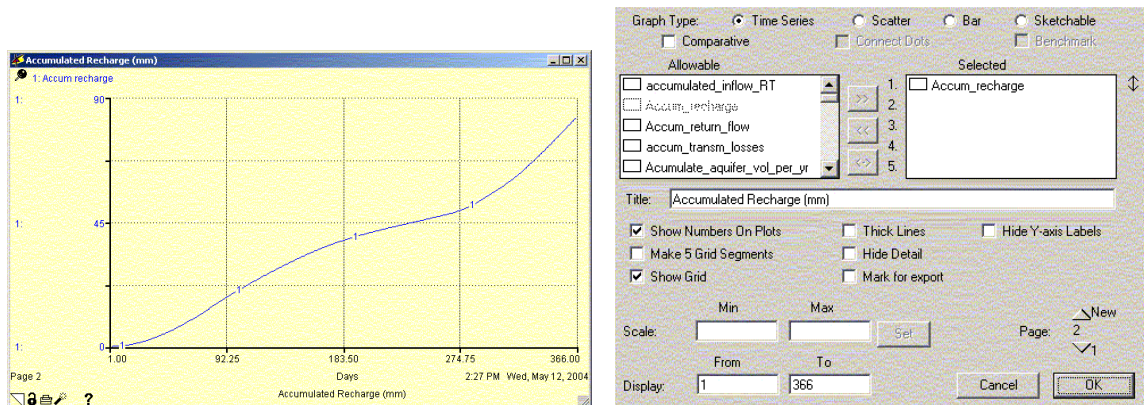 Accumulated Recharge (mm)
1: Accum recharge
1:
90
1:
45
1:
0
1
1
1
1
1.00
92.25
183.50
274.75
366.00
Page 2
Days
2:27 PM Wed, May 12, 2004
Accumulated Recharge (mm)
?
Graph Type: Time Series Scatter Bar Sketchable
Comparative Connect Dots Benchmark
Allowable Selected
accumulated_inflow_RT
Accum_recharge
Accum_return_flow
accum_transm_losses
Acumulate_aquifer_vol_per_yr
>>
<<
<->
1. Accum_recharge
2.
3.
4.
5.
Title: Accumulated Recharge (mm)
Show Numbers On Plots Thick Lines Hide Y-axis Labels
Make 5 Grid Segments Hide Detail
Show Grid Mark for export
Min Max
Scale: Set
Page: New
2
1
From To
Display: 1 366
Cancel OK